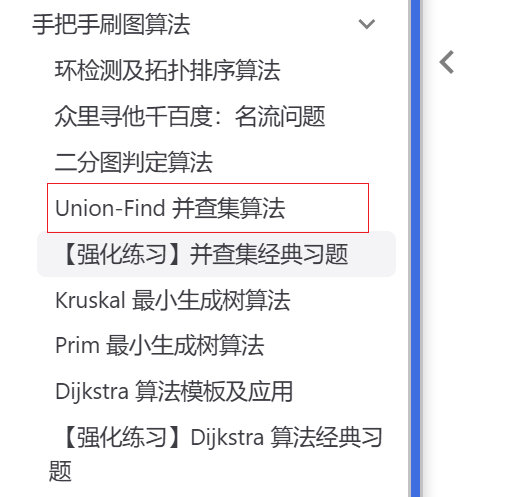 手把手刷图算法
环检测及拓扑排序算法
众里寻他千百度：名流问题
二分图判定算法
Union-Find 并查集算法
【强化练习】并查集经典习题
Kruskal 最小生成树算法
Prim 最小生成树算法
Dijkstra 算法模板及应用
【强化练习】Dijkstra 算法经典习
题